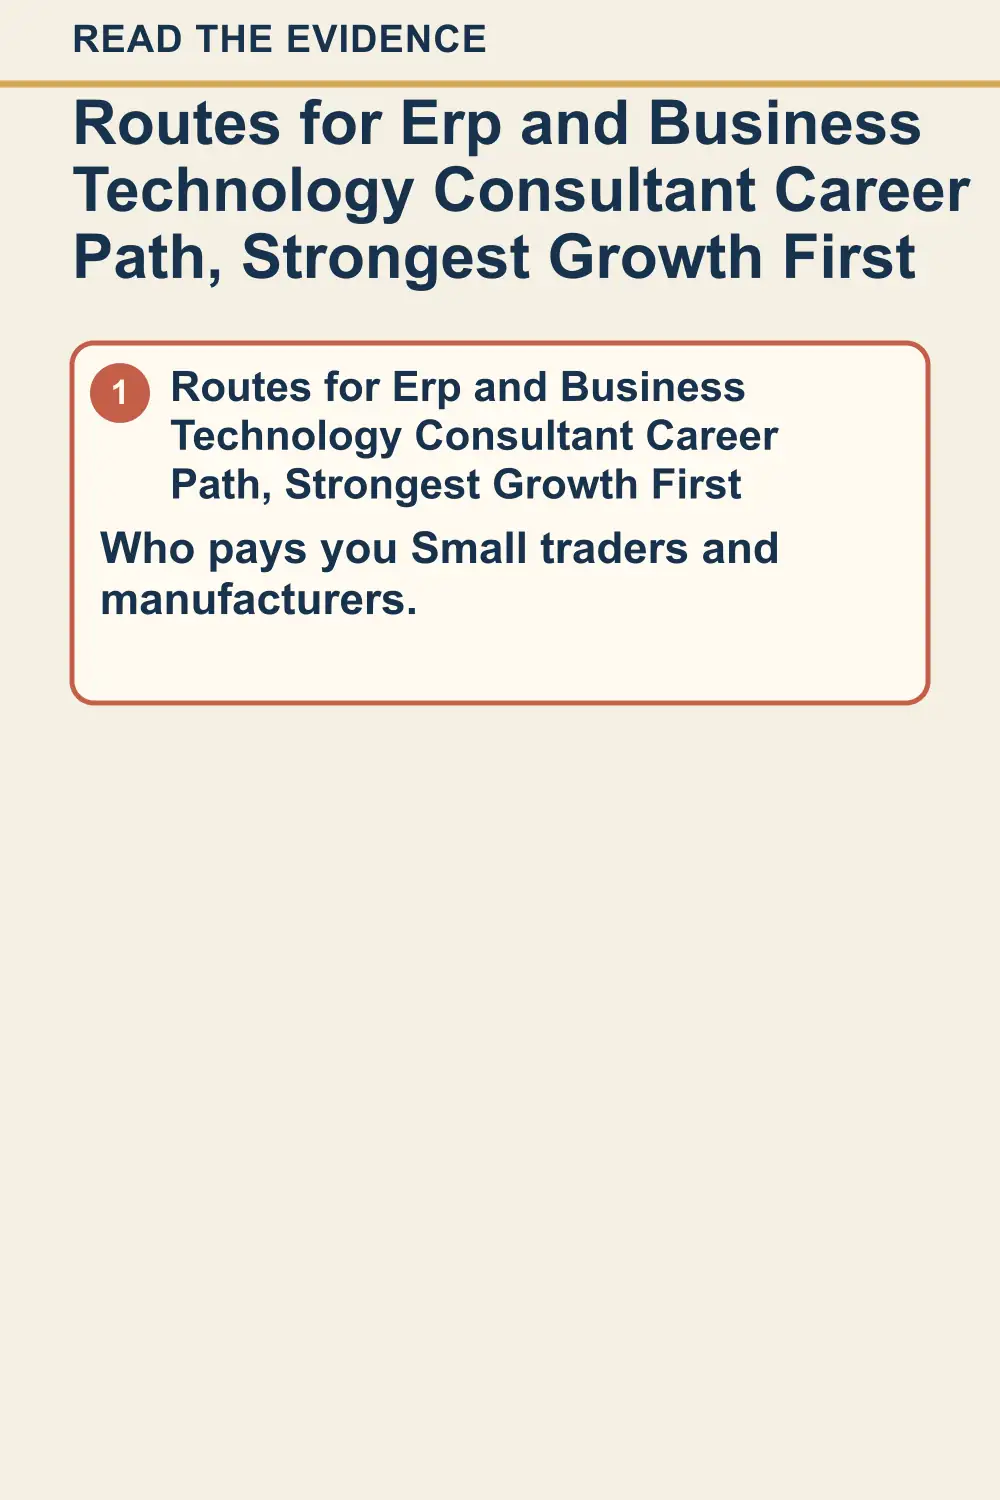 READ THE EVIDENCE
Routes for Erp and Business
Technology Consultant Career
Path, Strongest Growth First
1
Routes for Erp and Business
Technology Consultant Career
Path, Strongest Growth First
Who pays you Small traders and
manufacturers.